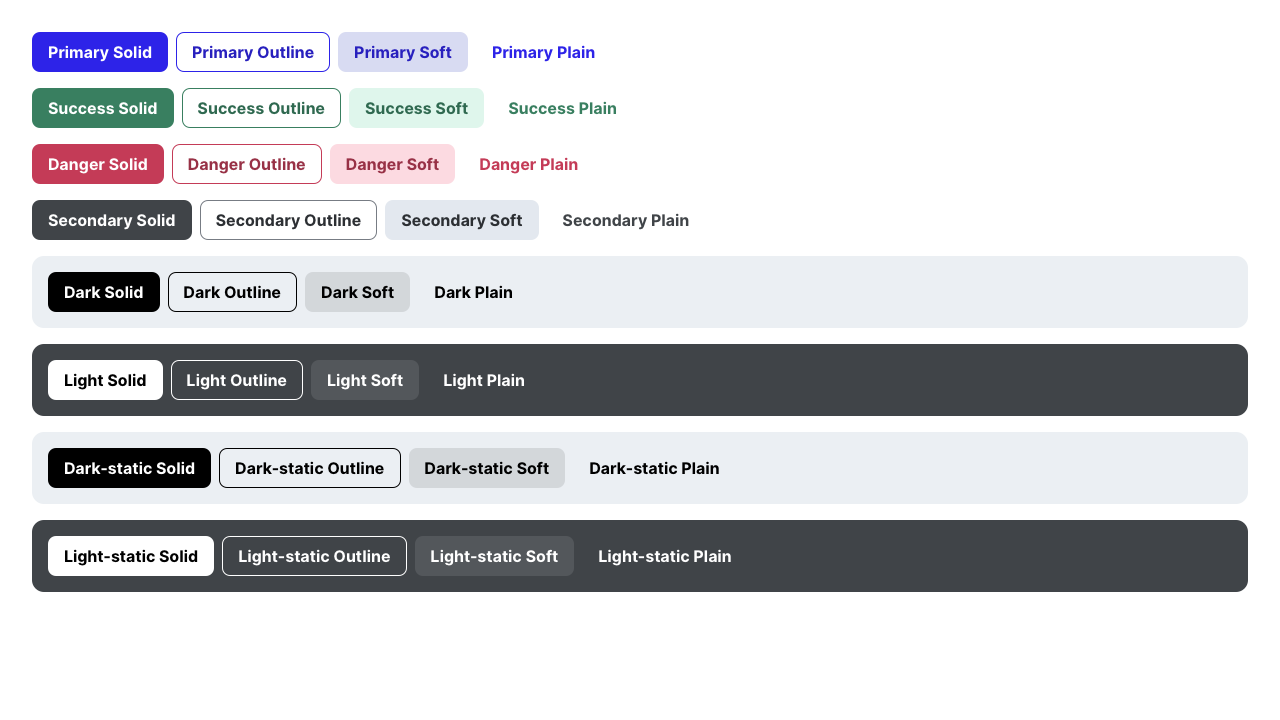 Primary Solid Primary Outline Primary Soft Primary Plain
Success Solid Success Outline Success Soft Success Plain
Danger Solid Danger Outline Danger Soft Danger Plain
Secondary Solid Secondary Outline Secondary Soft Secondary Plain
Dark Solid Dark Outline Dark Soft Dark Plain
Light Solid Light Outline Light Soft Light Plain
Dark-static Solid Dark-static Outline Dark-static Soft Dark-static Plain
Light-static Solid Light-static Outline Light-static Soft Light-static Plain